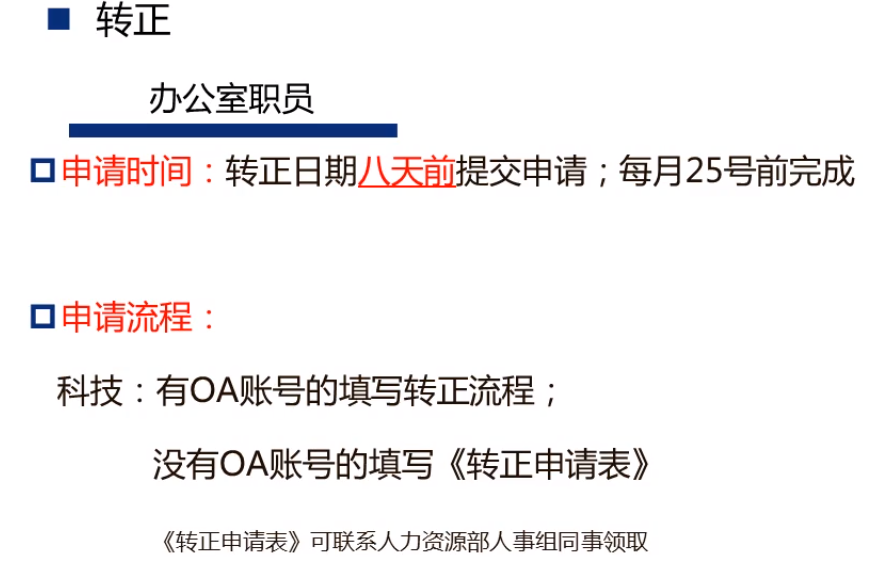 转正
办公室职员
申请时间：转正日期八天前提交申请；每月25号前完成
申请流程：
科技：有OA账号的填写转正流程；
没有OA账号的填写《转正申请表》
《转正申请表》可联系人力资源部人事组同事领取